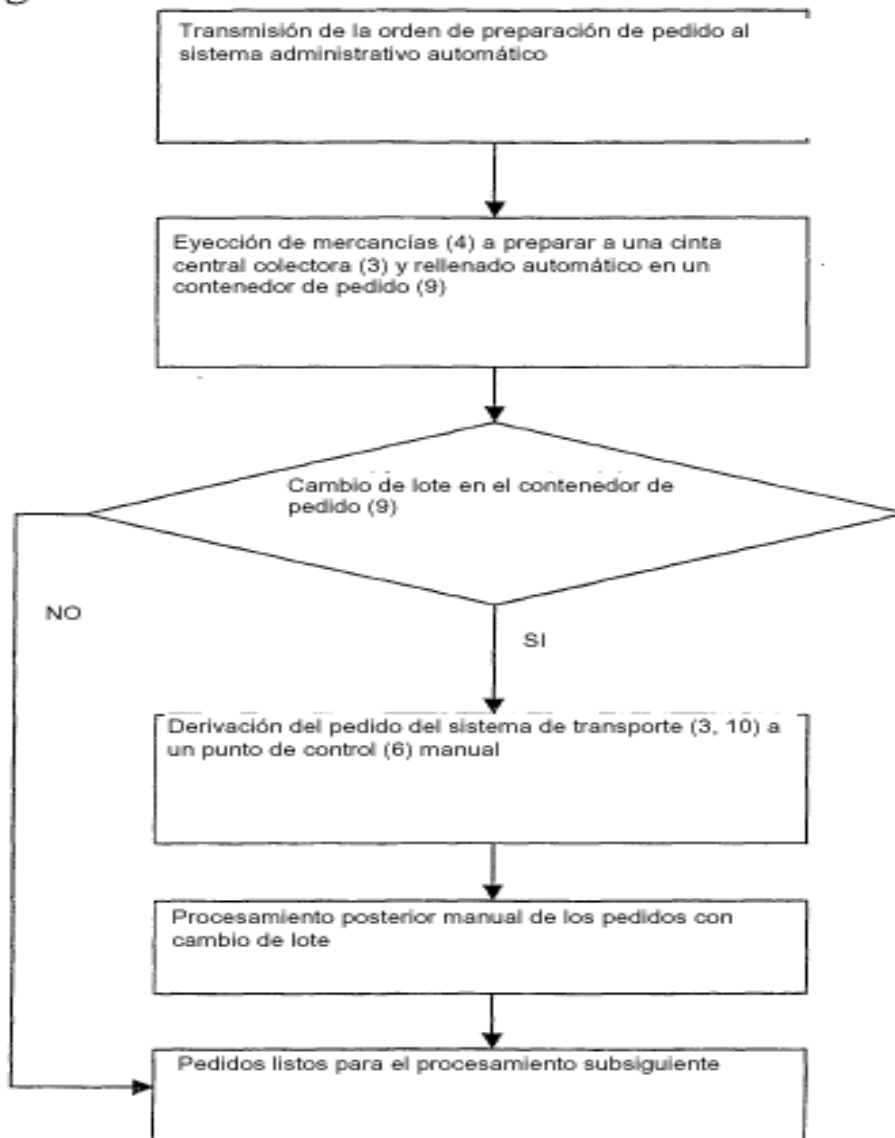 Transmisión de la orden de preparación de pedido al
sistema administrativo automático
Eyección de mercancías (4) a preparar a una cinta
central colectora (3) y rellenado automático en un
contenedor de pedido (9)
Cambio de lote en el contenedor de
pedido (9)
NO
SI
Derivación del pedido del sistema de transporte (3, 10) a
un punto de control (6) manual
Procesamiento posterior manual de los pedidos con
cambio de lote
Pedidos listos para el procesamiento subsiguiente